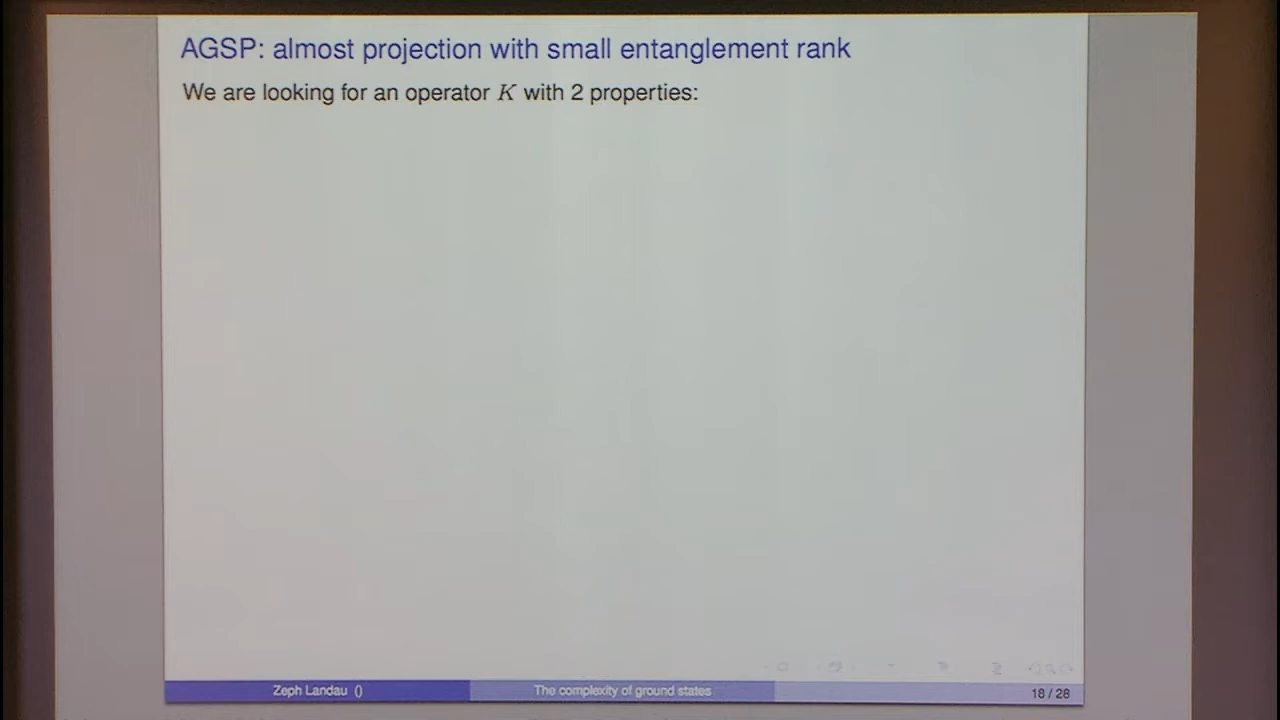 AGSP: almost projection with small entanglement rank
We are looking for an operator K with 2 properties:
Zeph Landau ()
The complexity of ground states
18 / 28